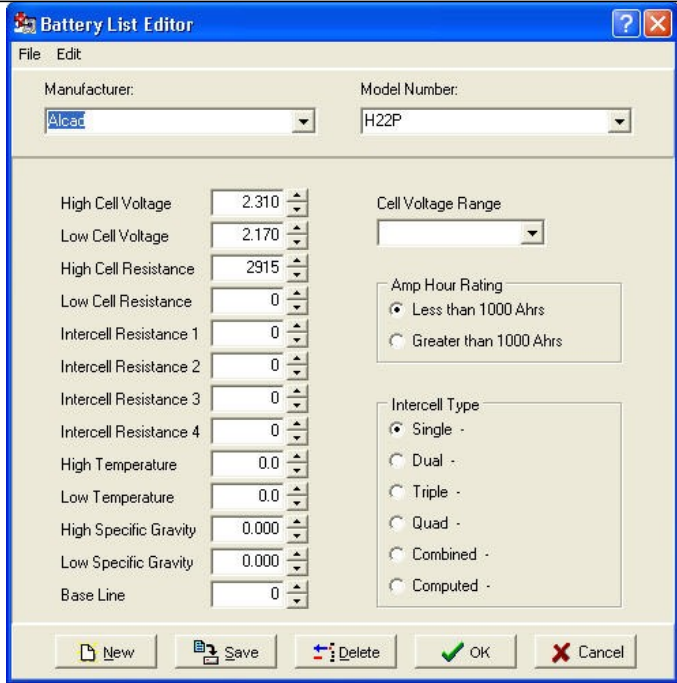 Battery List Editor
File Edit
Manufacturer: Model Number:
Alcad H22P
High Cell Voltage 2.310 Cell Voltage Range
Low Cell Voltage 2.170
High Cell Resistance 2915
Amp Hour Rating
Low Cell Resistance 0 Less than 1000 Ahrs
Intercell Resistance 1 0 Greater than 1000 Ahrs
Intercell Resistance 2 0
Intercell Resistance 3 0
Intercell Type
Intercell Resistance 4 0 Single -
High Temperature 0.0 Dual -
Low Temperature 0.0 Triple -
High Specific Gravity 0.000 Quad -
Low Specific Gravity 0.000 Combined -
Base Line 0 Computed -
New Save Delete OK Cancel